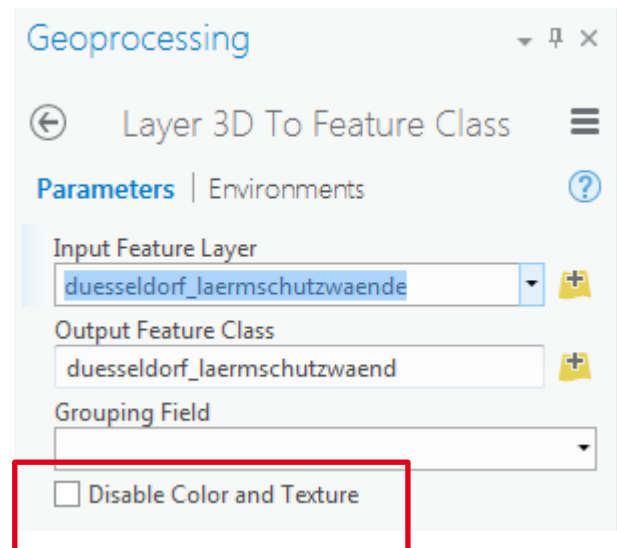 Geoprocessing
Layer 3D To Feature Class
Parameters | Environments
Input Feature Layer
duesseldorf_laermschutzwaende
Output Feature Class
duesseldorf_laermschutzwaend
Grouping Field
Disable Color and Texture